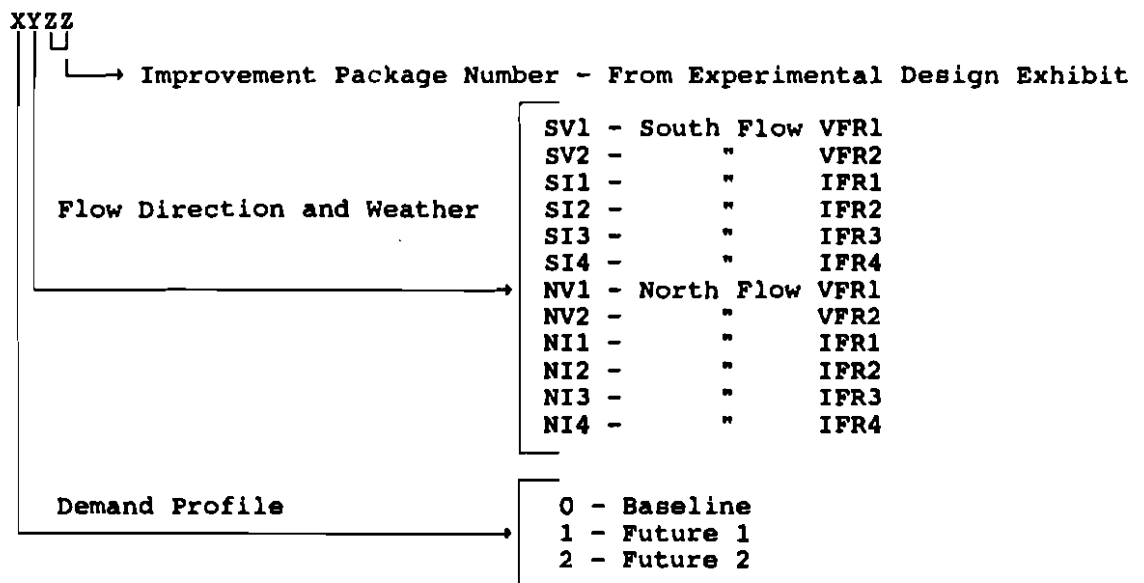 XYZZ
Improvement Package Number - From Experimental Design Exhibit
SV1 - South Flow VFR1
SV2 - " VFR2
SI1 - " IFR1
Flow Direction and Weather SI2 - " IFR2
SI3 - " IFR3
SI4 - " IFR4
NV1 - North Flow VFR1
NV2 - " VFR2
NI1 - " IFR1
NI2 - " IFR2
NI3 - " IFR3
NI4 - " IFR4
Demand Profile 0 - Baseline
1 - Future 1
2 - Future 2